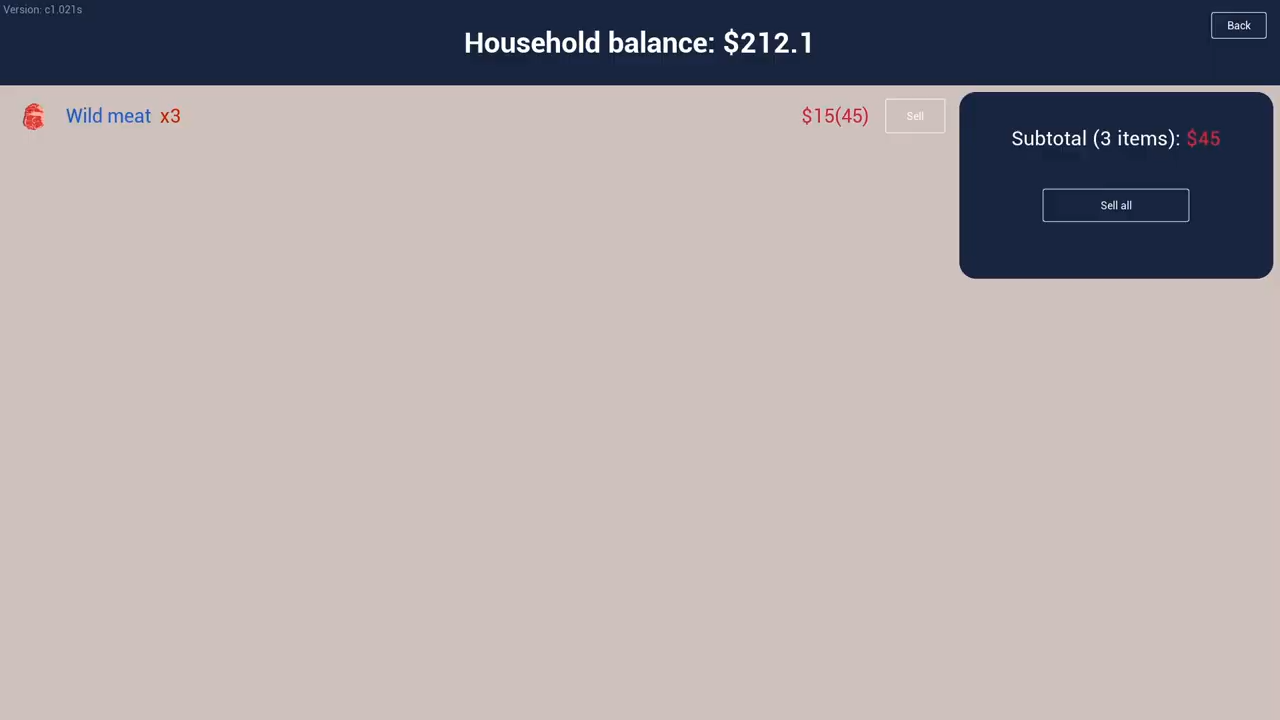 Version: c1.021s
Household balance: $212.1
Back
Wild meat x3 $15(45) Sell
Subtotal (3 items): $45
Sell all